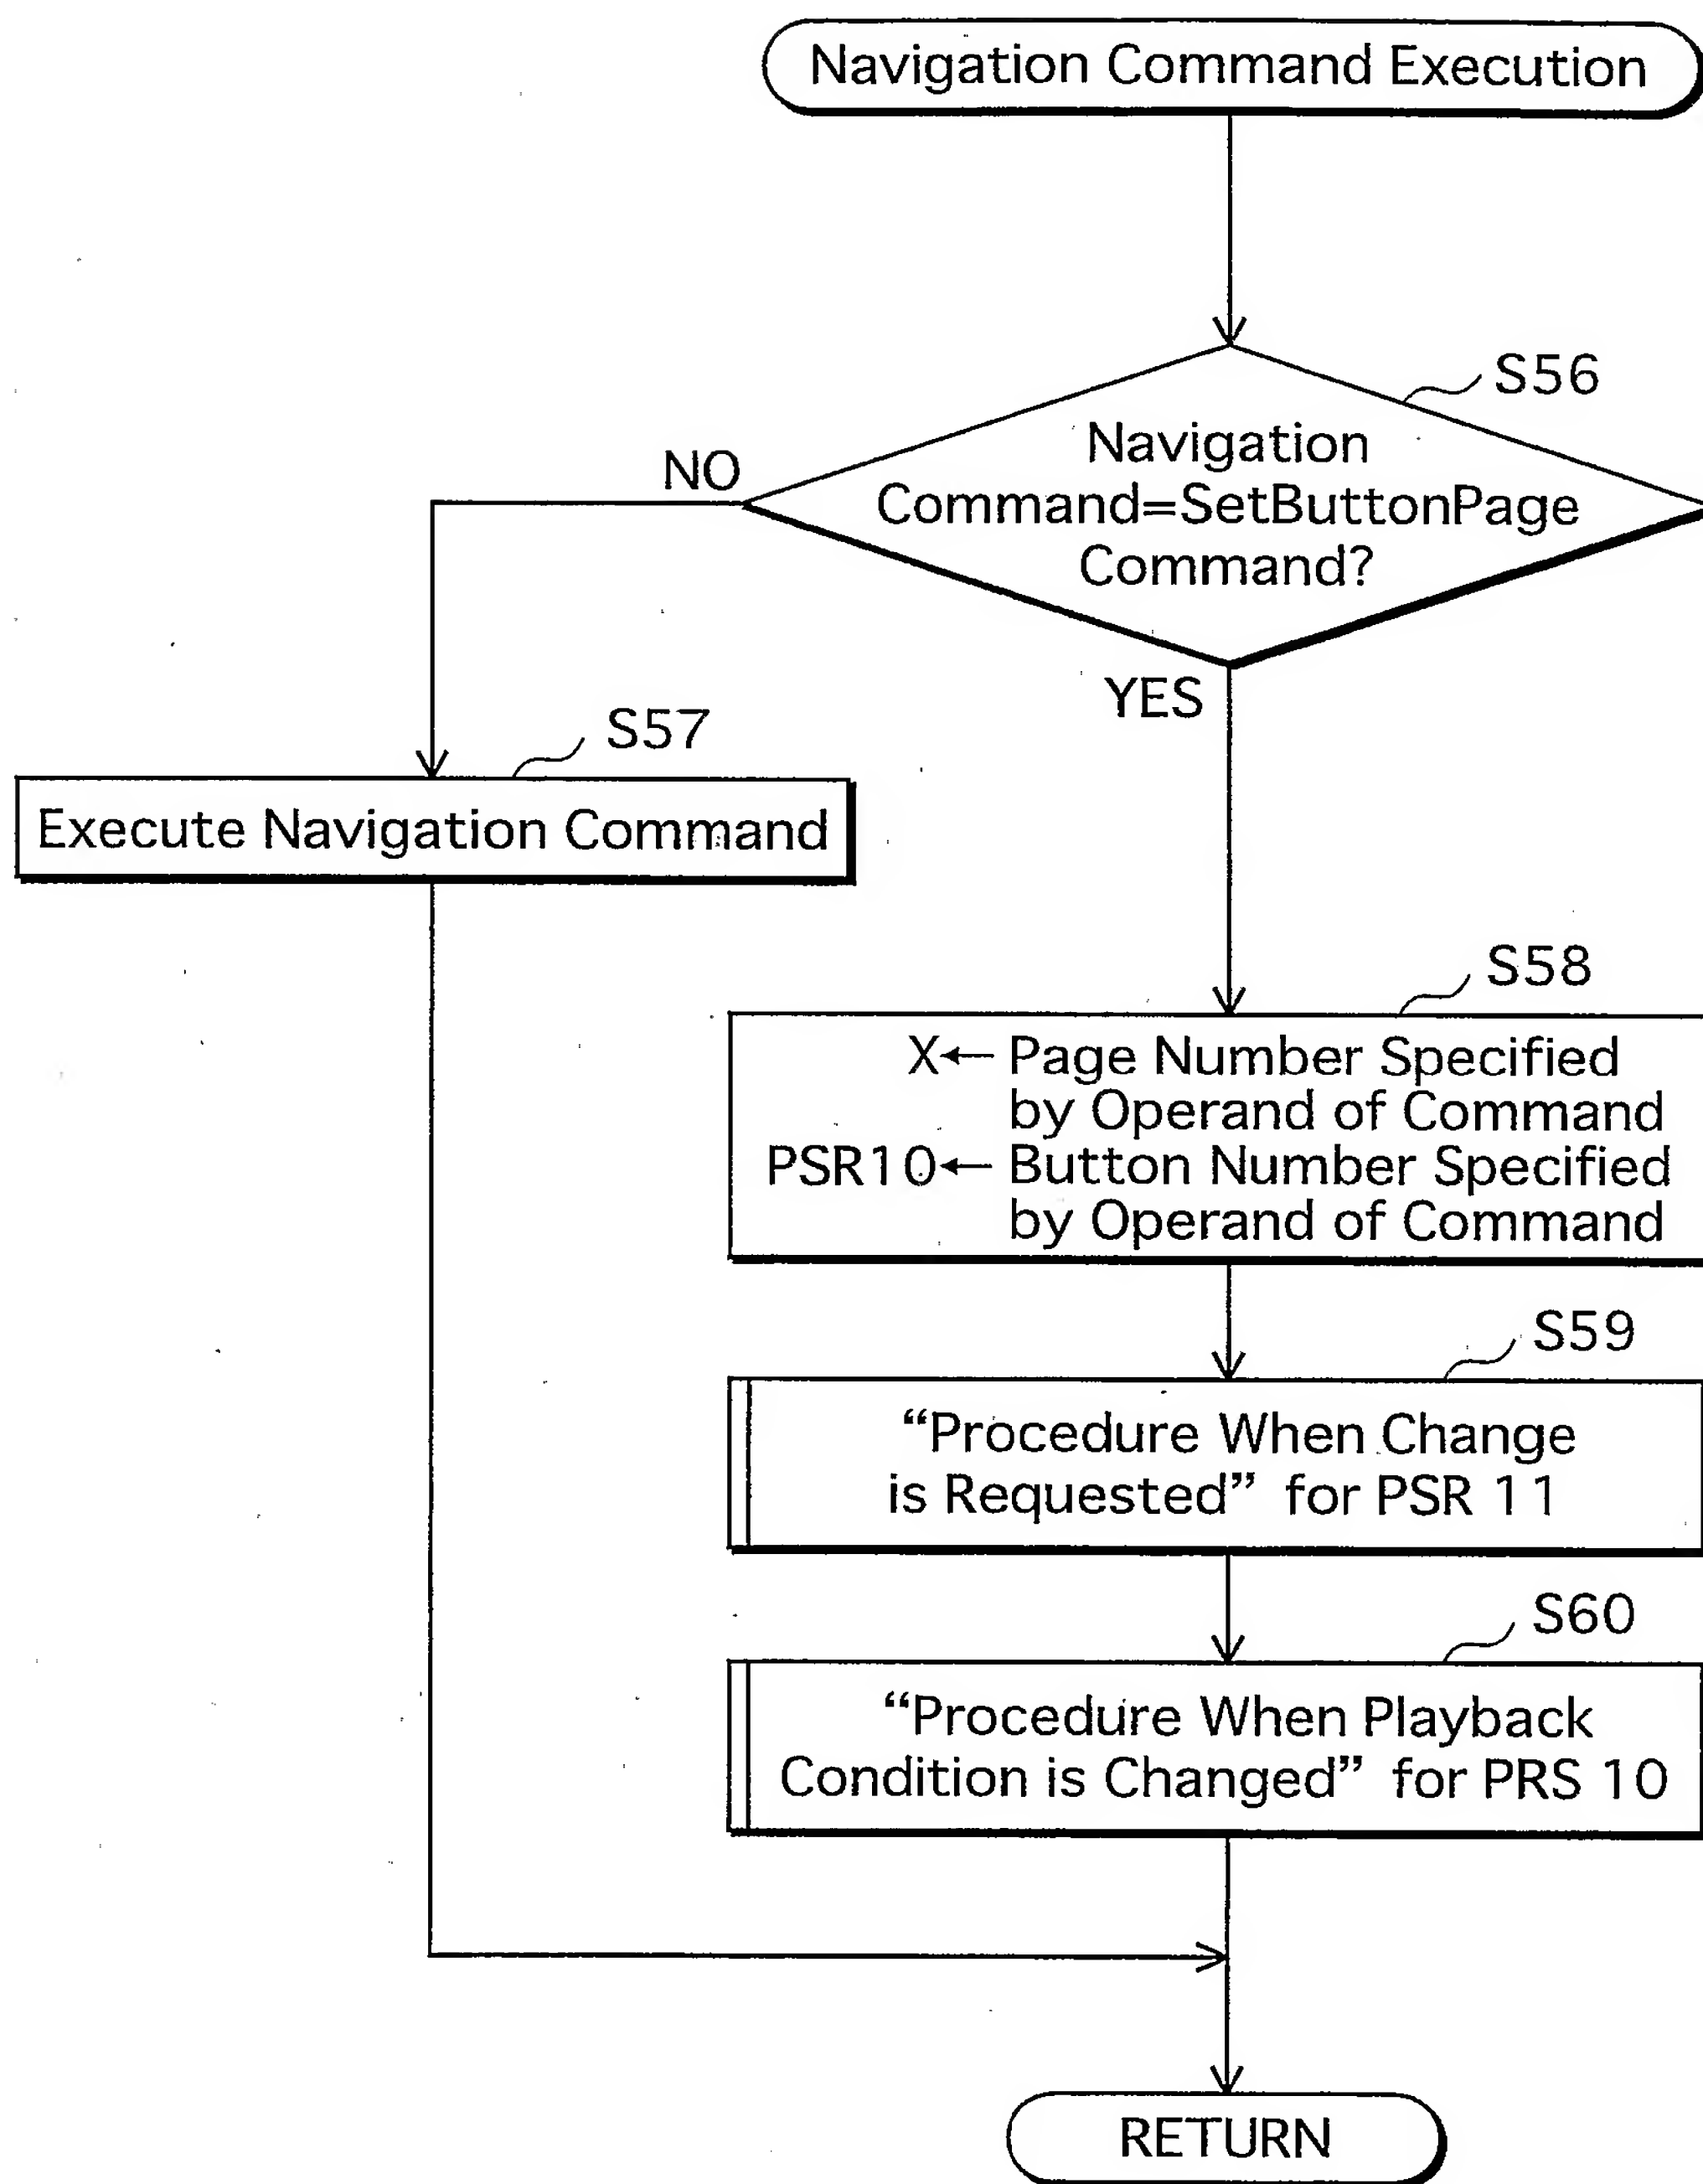 Navigation Command Execution
S56
Navigation
Command=SetButtonPage
Command?
NO
YES
S57
Execute Navigation Command
S58
X← Page Number Specified
by Operand of Command
PSR10← Button Number Specified
by Operand of Command
S59
“Procedure When Change
is Requested” for PSR 11
S60
“Procedure When Playback
Condition is Changed” for PRS 10
RETURN